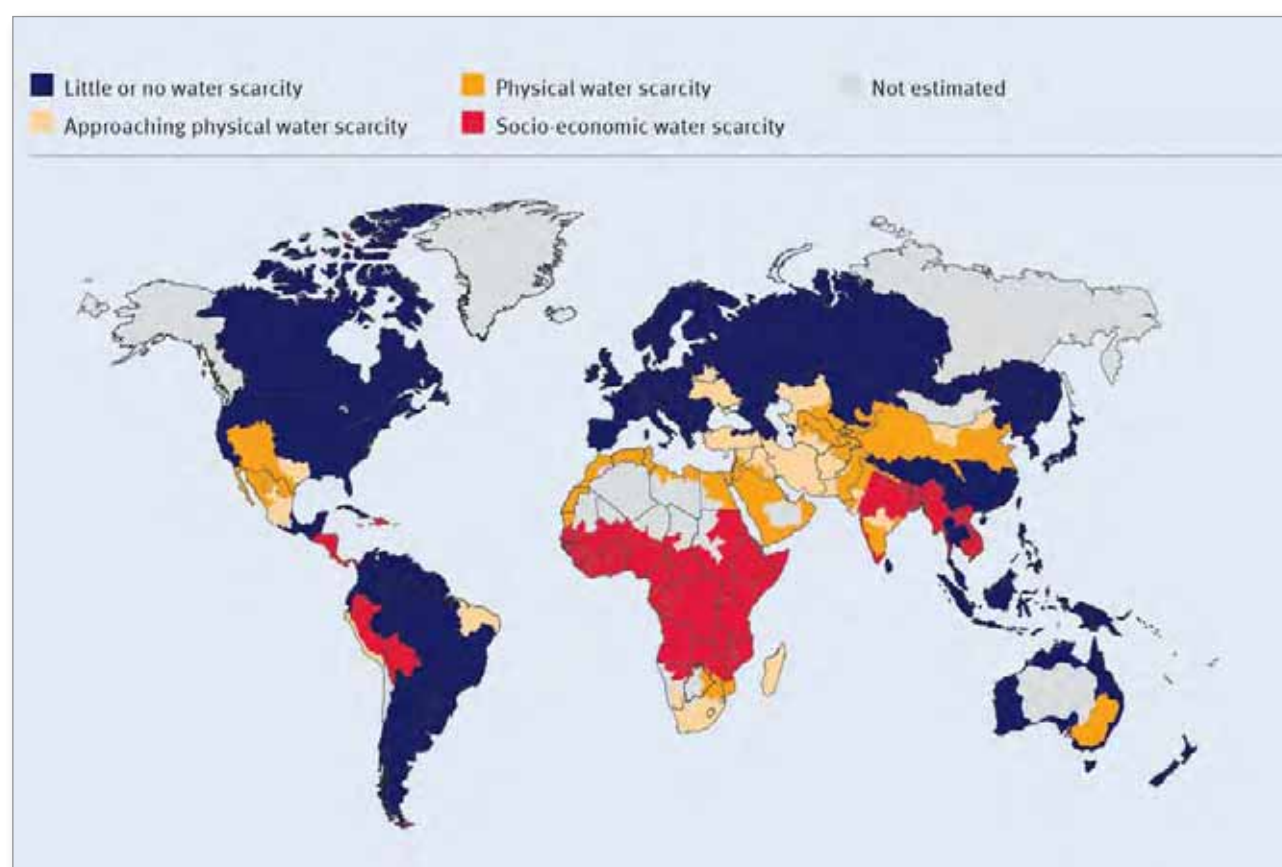 Little or no water scarcity
Physical water scarcity
Not estimated
Approaching physical water scarcity
Socio-economic water scarcity